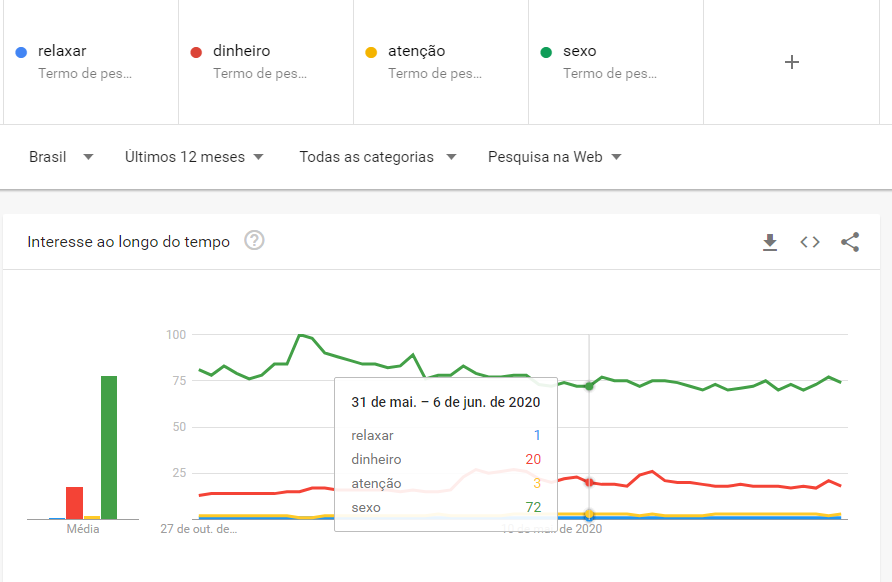 relaxar
Termo de pes...
dinheiro
Termo de pes...
atenção
Termo de pes...
sexo
Termo de pes...
+
Brasil
Últimos 12 meses
Todas as categorias
Pesquisa na Web
Interesse ao longo do tempo
?
100
75
50
25
Média
27 de out. de...
31 de mai. – 6 de jun. de 2020
relaxar 1
dinheiro 20
atenção 3
sexo 72
de 2020